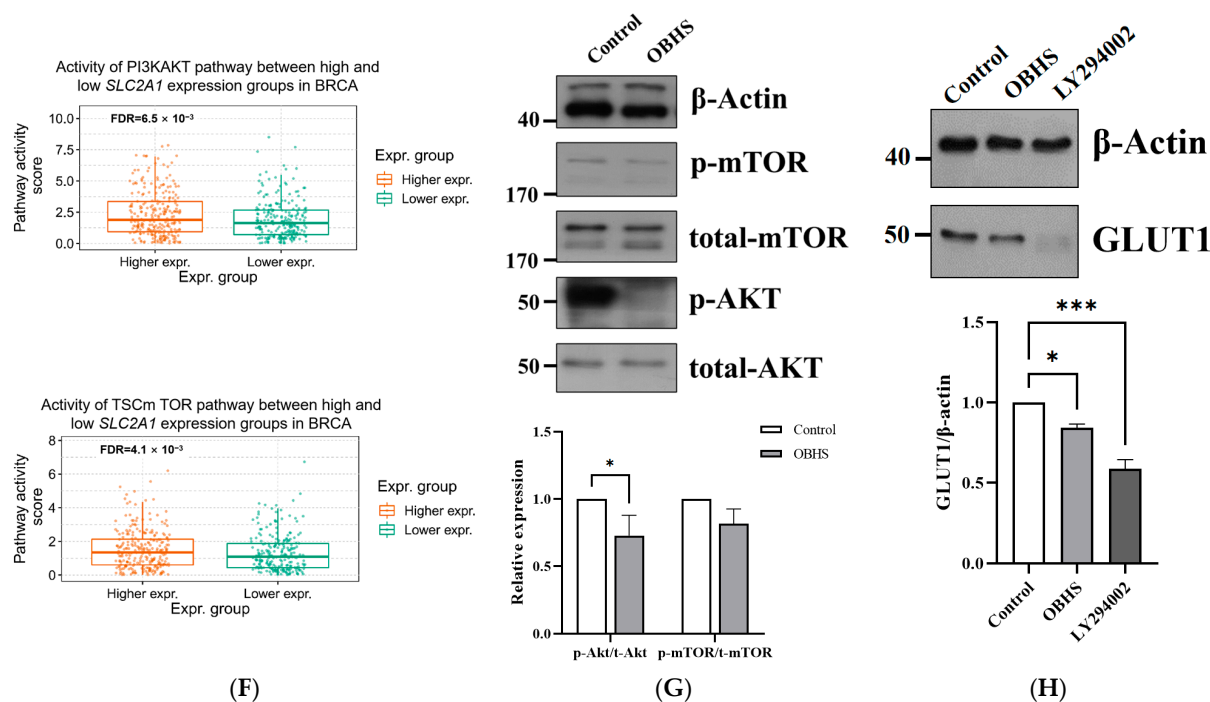 Activity of PI3KAKT pathway between high and
low SLC2A1 expression groups in BRCA
FDR=6.5 × 10⁻³
Pathway activity
score
10.0
7.5
5.0
2.5
0.0
Higher expr.
Lower expr.
Expr. group
Expr. group
Higher expr.
Lower expr.
Activity of TSCm TOR pathway between high and
low SLC2A1 expression groups in BRCA
FDR=4.1 × 10⁻³
Pathway activity
score
8
6
4
2
0
Higher expr.
Lower expr.
Expr. group
Expr. group
Higher expr.
Lower expr.
(F)
Control
OBHS
40
β-Actin
170
p-mTOR
170
total-mTOR
50
p-AKT
50
total-AKT
Control
OBHS
Relative expression
1.5
1.0
0.5
0.0
*
p-Akt/t-Akt
p-mTOR/t-mTOR
(G)
Control
OBHS
LY294002
40
β-Actin
50
GLUT1
GLUT1/β-actin
1.5
1.0
0.5
0.0
***
*
Control
OBHS
LY294002
(H)